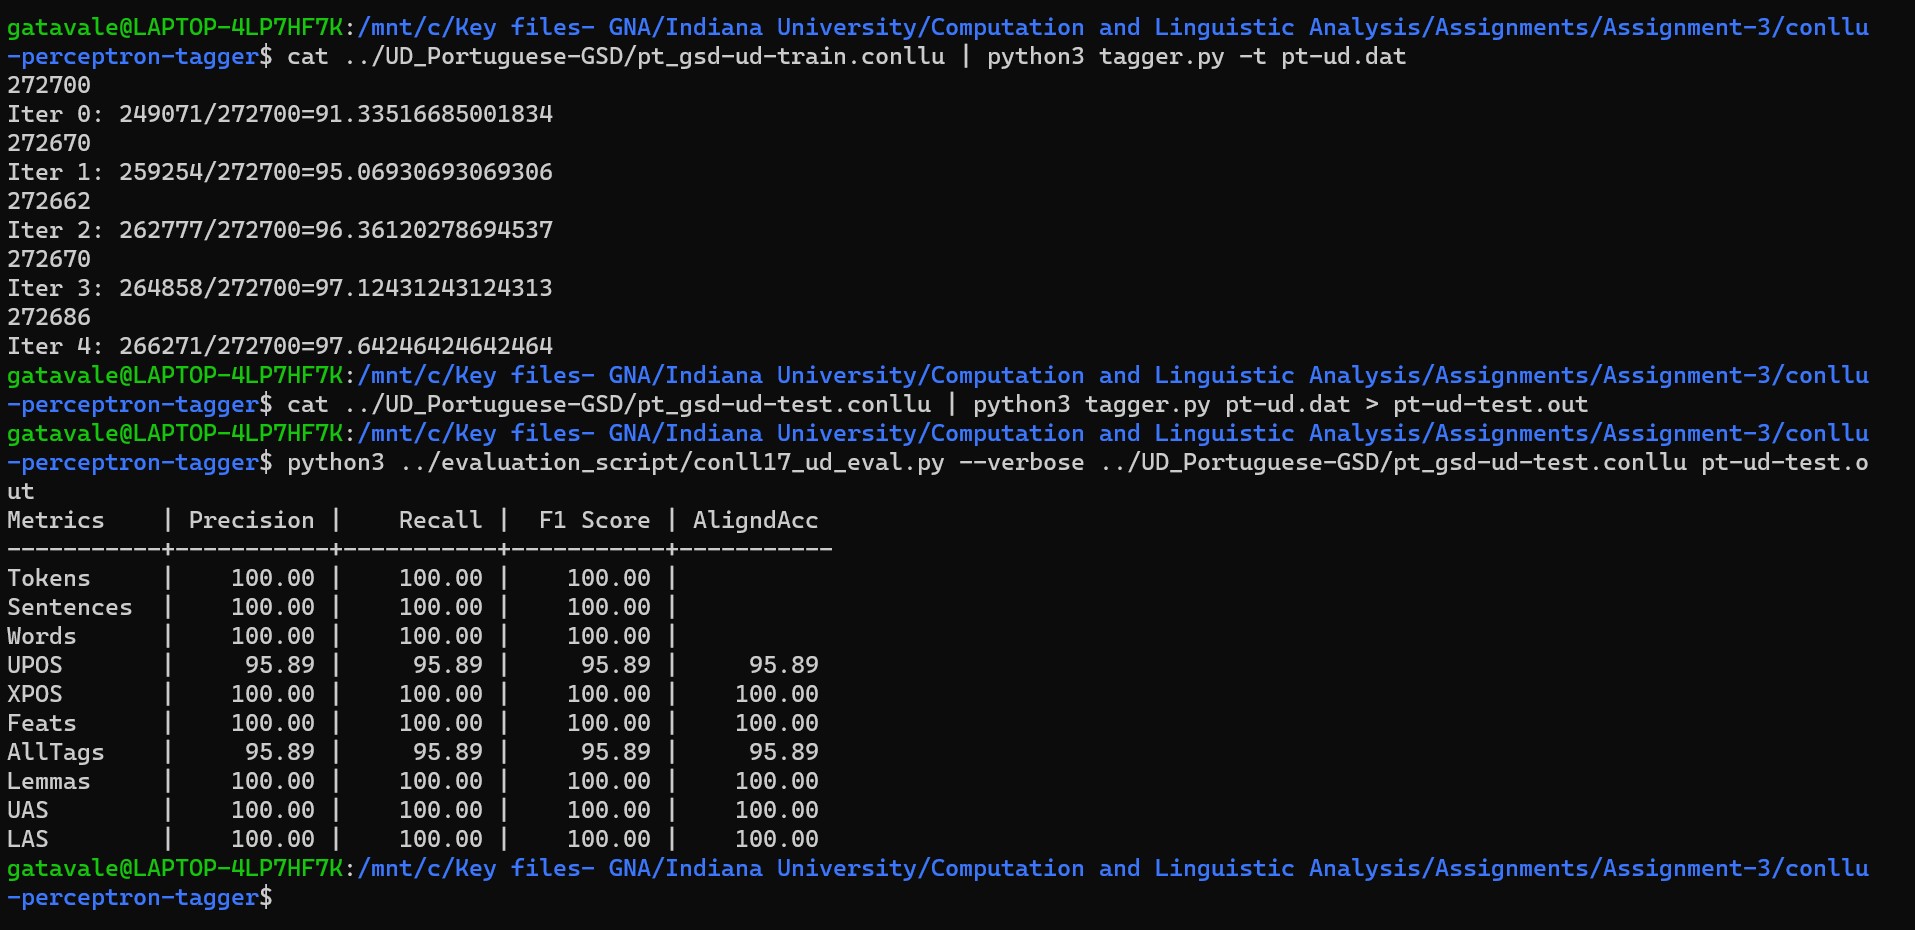 gatavale@LAPTOP-4LP7HF7K:/mnt/c/Key files- GNA/Indiana University/Computation and Linguistic Analysis/Assignments/Assignment-3/conllu
-perceptron-tagger$ cat ../UD_Portuguese-GSD/pt_gsd-ud-train.conllu | python3 tagger.py -t pt-ud.dat
272700
Iter 0: 249071/272700=91.33516685001834
272670
Iter 1: 259254/272700=95.06930693069306
272662
Iter 2: 262777/272700=96.36120278694537
272670
Iter 3: 264858/272700=97.12431243124313
272686
Iter 4: 266271/272700=97.64246424642464
gatavale@LAPTOP-4LP7HF7K:/mnt/c/Key files- GNA/Indiana University/Computation and Linguistic Analysis/Assignments/Assignment-3/conllu
-perceptron-tagger$ cat ../UD_Portuguese-GSD/pt_gsd-ud-test.conllu | python3 tagger.py pt-ud.dat > pt-ud-test.out
gatavale@LAPTOP-4LP7HF7K:/mnt/c/Key files- GNA/Indiana University/Computation and Linguistic Analysis/Assignments/Assignment-3/conllu
-perceptron-tagger$ python3 ../evaluation_script/conll17_ud_eval.py --verbose ../UD_Portuguese-GSD/pt_gsd-ud-test.conllu pt-ud-test.o
ut
Metrics    | Precision |    Recall |  F1 Score | AligndAcc
-----------+-----------+-----------+-----------+-----------
Tokens     |    100.00 |    100.00 |    100.00 |
Sentences  |    100.00 |    100.00 |    100.00 |
Words      |    100.00 |    100.00 |    100.00 |
UPOS       |     95.89 |     95.89 |     95.89 |     95.89
XPOS       |    100.00 |    100.00 |    100.00 |    100.00
Feats      |    100.00 |    100.00 |    100.00 |    100.00
AllTags    |     95.89 |     95.89 |     95.89 |     95.89
Lemmas     |    100.00 |    100.00 |    100.00 |    100.00
UAS        |    100.00 |    100.00 |    100.00 |    100.00
LAS        |    100.00 |    100.00 |    100.00 |    100.00
gatavale@LAPTOP-4LP7HF7K:/mnt/c/Key files- GNA/Indiana University/Computation and Linguistic Analysis/Assignments/Assignment-3/conllu
-perceptron-tagger$